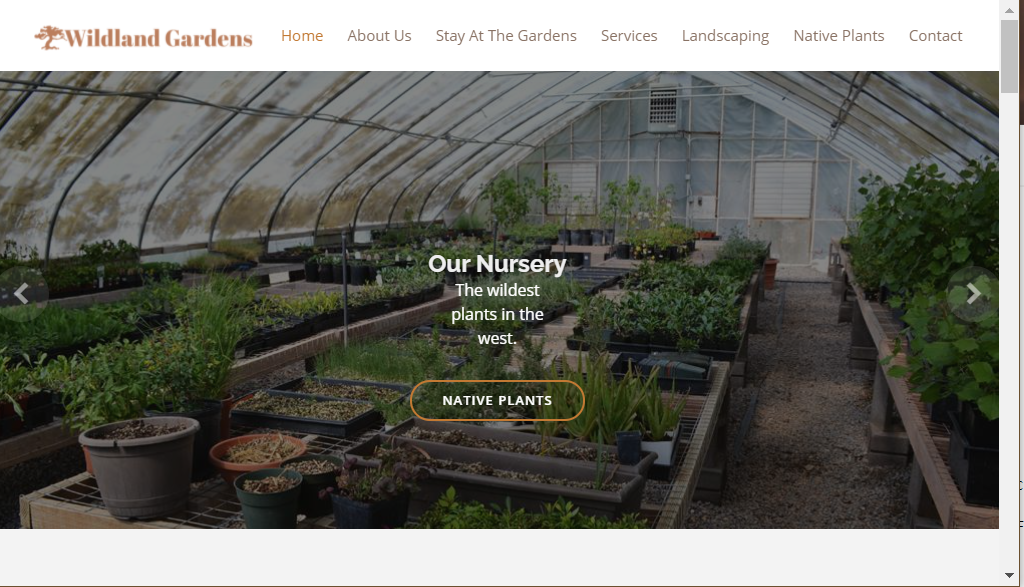 Wildland Gardens Home About Us Stay At The Gardens Services Landscaping Native Plants Contact
Our Nursery
The wildest
plants in the
west.
NATIVE PLANTS